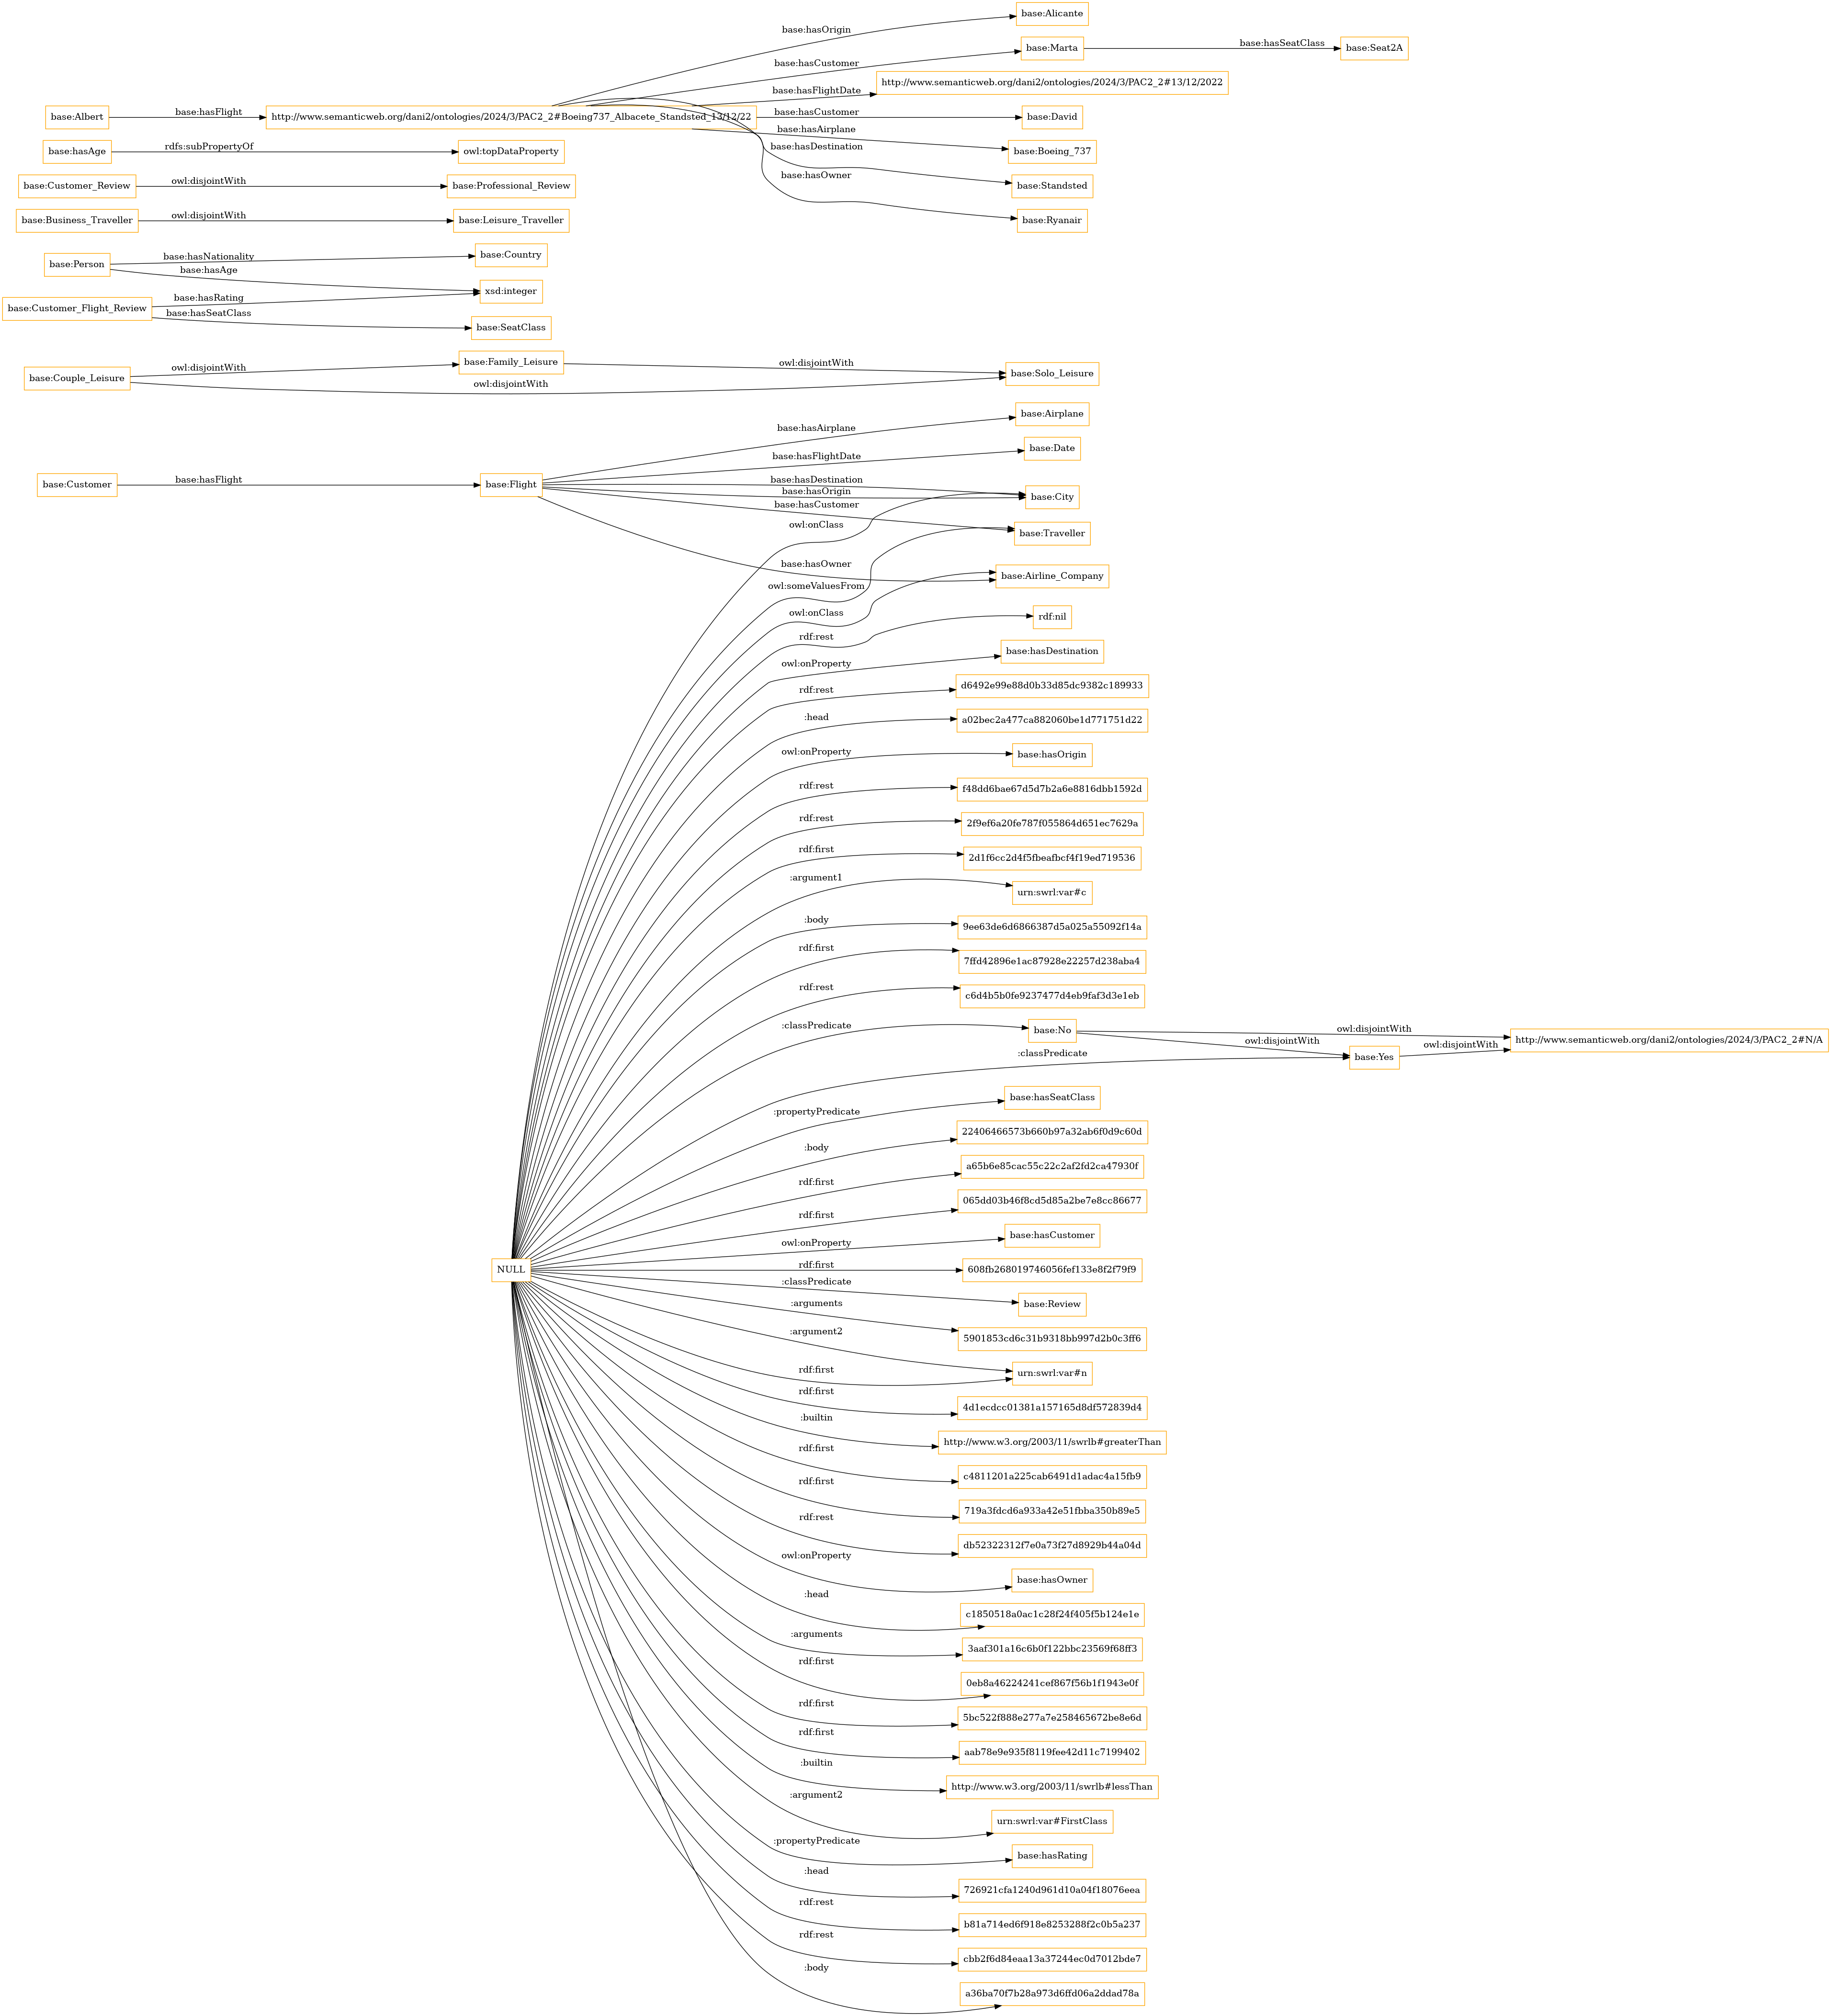 base:Alicante
base:hasOrigin
base:Marta
base:hasSeatClass
base:Seat2A
base:hasCustomer
http://www.semanticweb.org/dani2/ontologies/2024/3/PAC2_2#13/12/2022
base:hasFlightDate
base:Albert
base:hasFlight
http://www.semanticweb.org/dani2/ontologies/2024/3/PAC2_2#Boeing737_Albacete_Standsted_13/12/22
base:hasCustomer
base:David
base:hasAirplane
base:Boeing_737
base:hasAge
rdfs:subPropertyOf
owl:topDataProperty
base:hasDestination
base:Standsted
base:Customer_Review
owl:disjointWith
base:Professional_Review
base:hasOwner
base:Ryanair
base:Business_Traveller
owl:disjointWith
base:Leisure_Traveller
base:Person
base:hasNationality
base:Country
base:hasAge
xsd:integer
base:Customer_Flight_Review
base:hasRating
base:hasSeatClass
base:SeatClass
base:Couple_Leisure
owl:disjointWith
base:Family_Leisure
owl:disjointWith
base:Solo_Leisure
owl:disjointWith
base:Airplane
base:hasAirplane
base:Date
base:hasFlightDate
base:Customer
base:hasFlight
base:Flight
base:hasDestination
base:hasOrigin
base:City
base:hasCustomer
owl:onClass
base:Traveller
base:hasOwner
base:Airline_Company
owl:someValuesFrom
owl:onClass
rdf:nil
rdf:rest
base:hasDestination
owl:onProperty
d6492e99e88d0b33d85dc9382c189933
rdf:rest
a02bec2a477ca882060be1d771751d22
:head
base:hasOrigin
owl:onProperty
f48dd6bae67d5d7b2a6e8816dbb1592d
rdf:rest
2f9ef6a20fe787f055864d651ec7629a
rdf:rest
2d1f6cc2d4f5fbeafbcf4f19ed719536
rdf:first
urn:swrl:var#c
:argument1
9ee63de6d6866387d5a025a55092f14a
:body
7ffd42896e1ac87928e22257d238aba4
rdf:first
c6d4b5b0fe9237477d4eb9faf3d3e1eb
rdf:rest
base:No
:classPredicate
owl:disjointWith
owl:disjointWith
base:Yes
owl:disjointWith
http://www.semanticweb.org/dani2/ontologies/2024/3/PAC2_2#N/A
:classPredicate
base:hasSeatClass
:propertyPredicate
22406466573b660b97a32ab6f0d9c60d
:body
a65b6e85cac55c22c2af2fd2ca47930f
rdf:first
065dd03b46f8cd5d85a2be7e8cc86677
rdf:first
base:hasCustomer
owl:onProperty
NULL
rdf:first
608fb268019746056fef133e8f2f79f9
:classPredicate
base:Review
:arguments
5901853cd6c31b9318bb997d2b0c3ff6
:argument2
rdf:first
urn:swrl:var#n
rdf:first
4d1ecdcc01381a157165d8df572839d4
:builtin
http://www.w3.org/2003/11/swrlb#greaterThan
rdf:first
c4811201a225cab6491d1adac4a15fb9
rdf:first
719a3fdcd6a933a42e51fbba350b89e5
rdf:rest
db52322312f7e0a73f27d8929b44a04d
owl:onProperty
base:hasOwner
:head
c1850518a0ac1c28f24f405f5b124e1e
:arguments
3aaf301a16c6b0f122bbc23569f68ff3
rdf:first
0eb8a46224241cef867f56b1f1943e0f
rdf:first
5bc522f888e277a7e258465672be8e6d
rdf:first
aab78e9e935f8119fee42d11c7199402
:builtin
http://www.w3.org/2003/11/swrlb#lessThan
:argument2
urn:swrl:var#FirstClass
:propertyPredicate
base:hasRating
:head
726921cfa1240d961d10a04f18076eea
rdf:rest
b81a714ed6f918e8253288f2c0b5a237
rdf:rest
cbb2f6d84eaa13a37244ec0d7012bde7
:body
a36ba70f7b28a973d6ffd06a2ddad78a